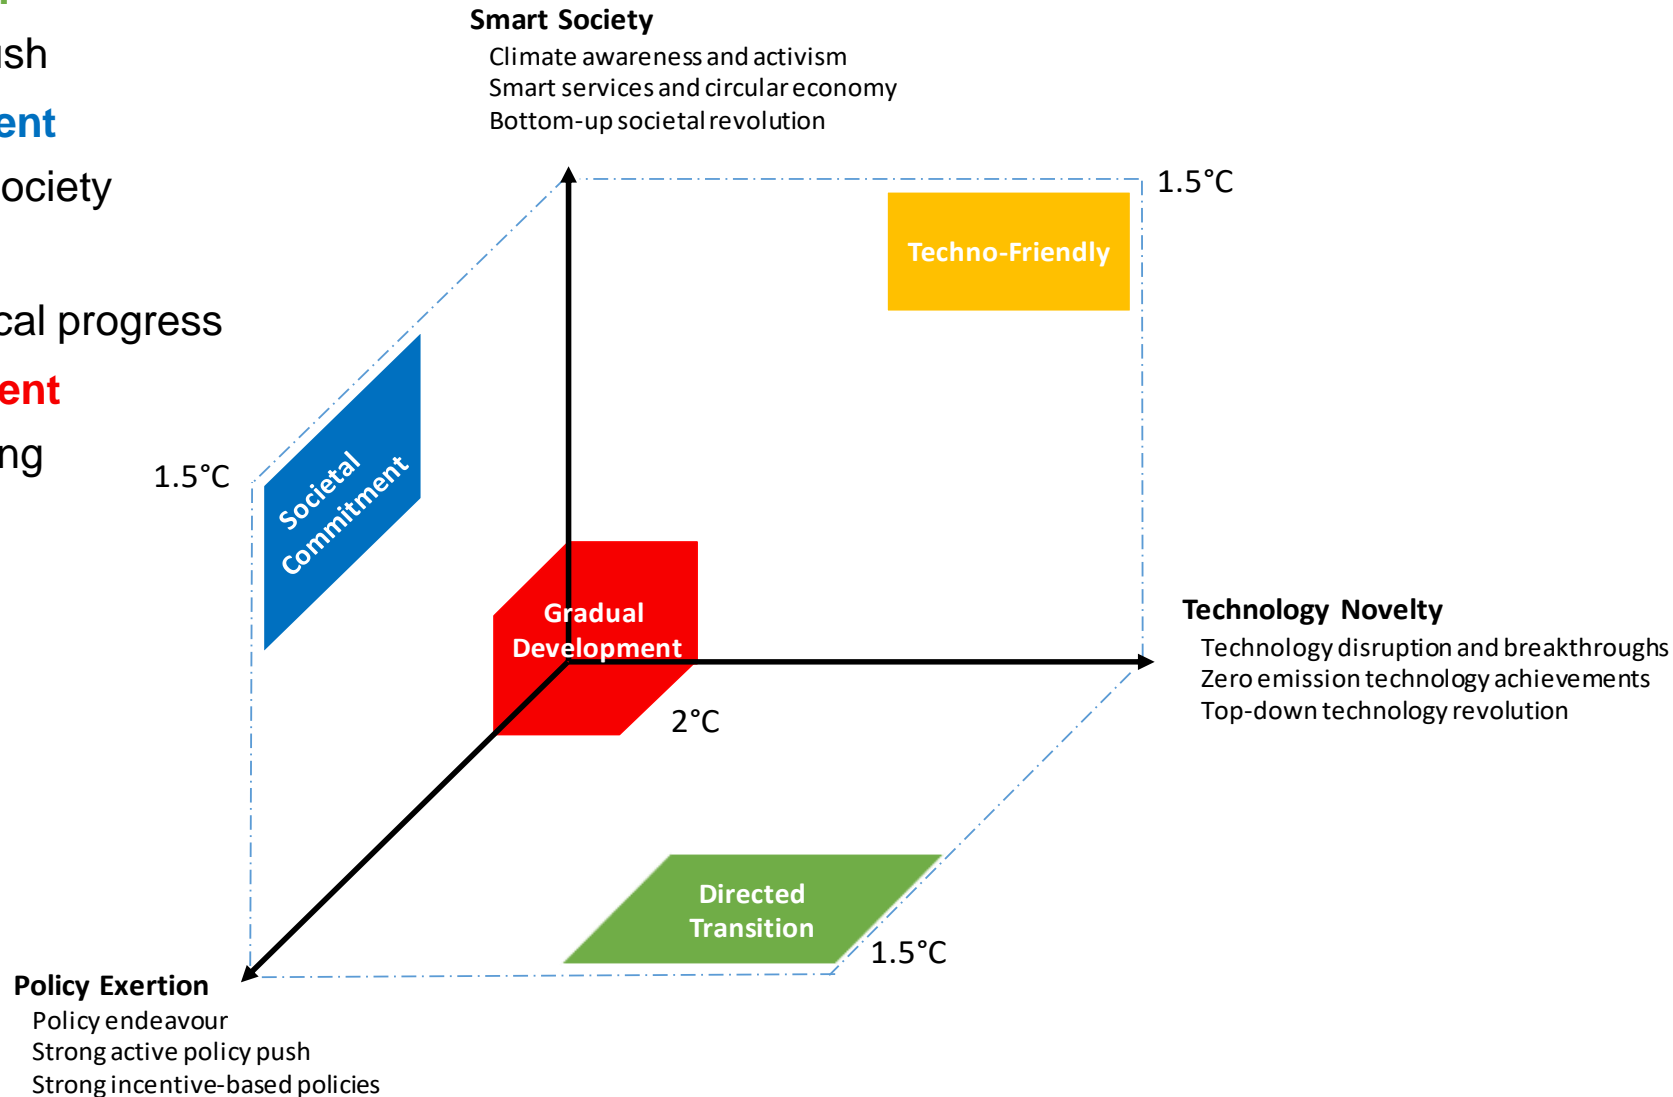 Smart Society
Climate awareness and activism
Smart services and circular economy
Bottom-up societal revolution
ush
ent
ociety
cal progress
ent
ng
1.5°C
Techno-Friendly
1.5°C
Societal
Commitment
Gradual
Development
2°C
Technology Novelty
Technology disruption and breakthroughs
Zero emission technology achievements
Top-down technology revolution
Directed
Transition
1.5°C
Policy Exertion
Policy endeavour
Strong active policy push
Strong incentive-based policies